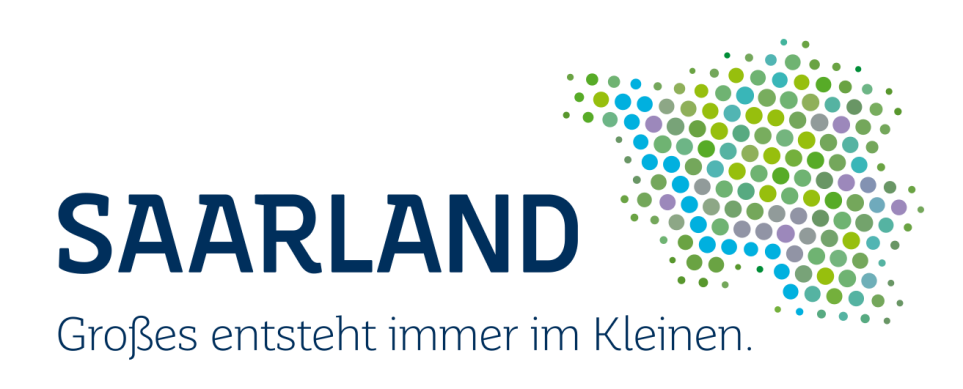 SAARLAND
Großes entsteht immer im Kleinen.